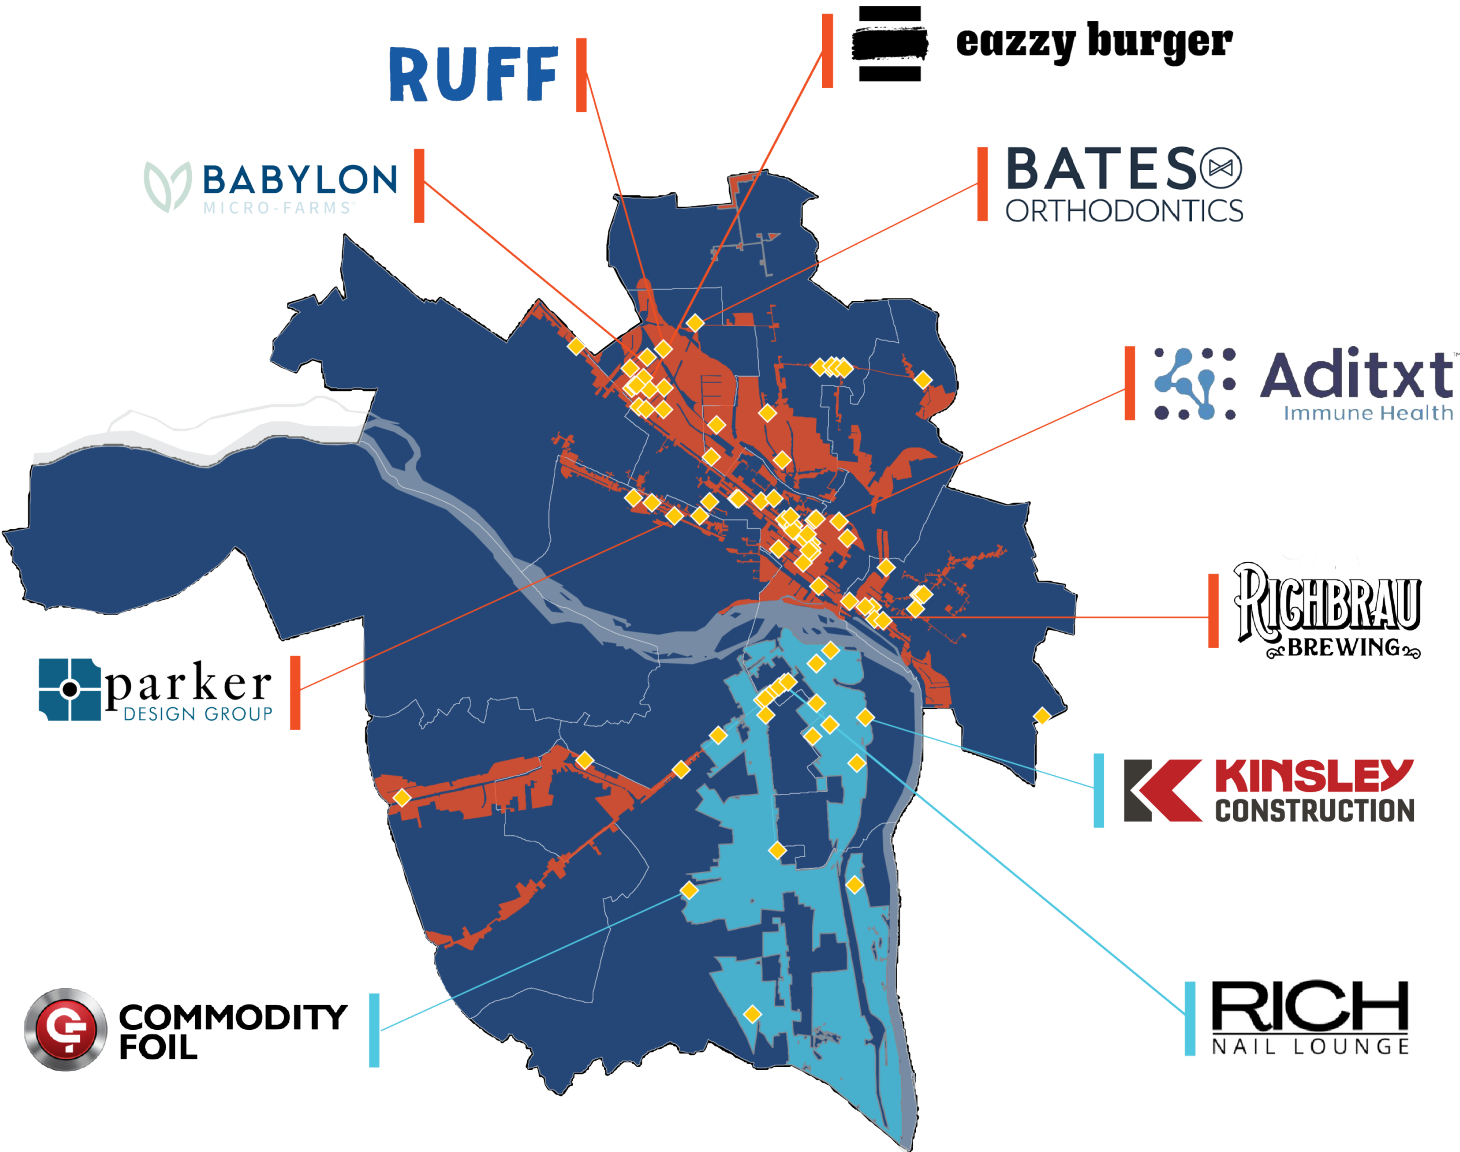 eazzy burger
RUFF
BATES
ORTHODONTICS
BABYLON
MICRO-FARMS
Aditxt™
Immune Health
RICHBRAU
BREWING
parker
DESIGN GROUP
KINSLEY
CONSTRUCTION
COMMODITY
FOIL
RICH
NAIL LOUNGE